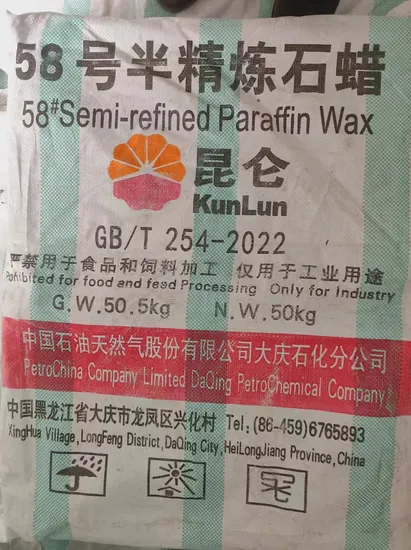 58号半精炼石蜡
58#Semi-refined Paraffin Wax
昆仑
KunLun
GB/T 254-2022
严禁用于食品和饲料加工 仅用于工业用途
Pohibited for food and feed Processing Only for Industry
G.W.50.5kg N.W.50kg
中国石油天然气股份有限公司大庆石化分公司
PetroChina Company Limited DaQing PetroChemical Company
中国黑龙江省大庆市龙凤区兴化村 Tel:(86-459)6765893
XingHua Village,LongFeng District,DaQing City,HeiLongJiang Province,China